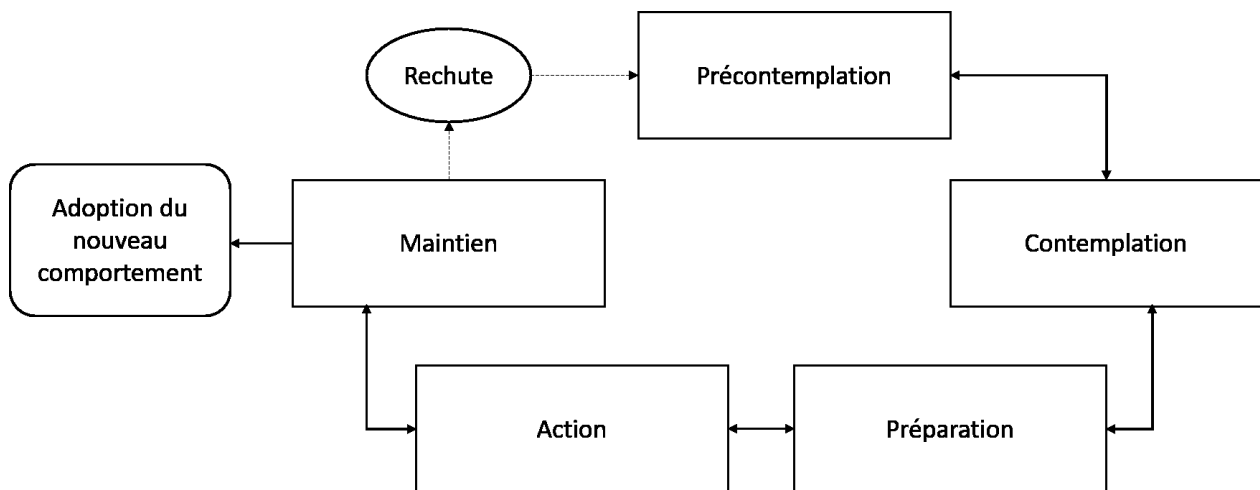 Rechute
Précontemplation
Adoption du
nouveau
comportement
Maintien
Contemplation
Action
Préparation